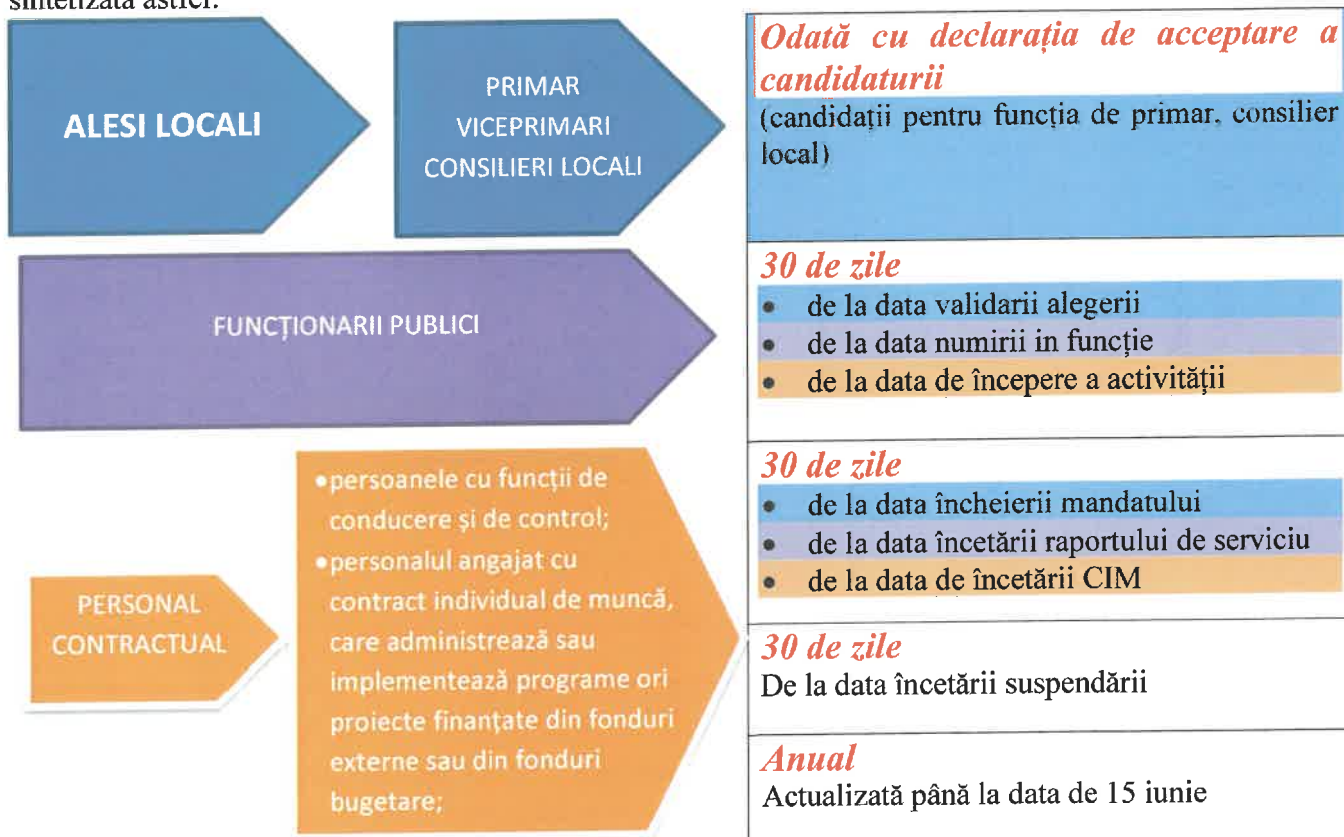 sintetizată astfel:
ALESI LOCALI
PRIMAR
VICEPRIMARI
CONSILIERI LOCALI
Odată cu declarația de acceptare a
candidaturii
(candidații pentru funcția de primar, consilier
local)
FUNCȚIONARII PUBLICI
30 de zile
• de la data validarii alegerii
• de la data numirii in funcție
• de la data de începere a activității
PERSONAL
CONTRACTUAL
•persoanele cu funcții de
conducere și de control;
•personalul angajat cu
contract individual de muncă,
care administrează sau
implementează programe ori
proiecte finanțate din fonduri
externe sau din fonduri
bugetare;
30 de zile
• de la data încheierii mandatului
• de la data încetării raportului de serviciu
• de la data de încetării CIM
30 de zile
De la data încetării suspendării
Anual
Actualizată până la data de 15 iunie